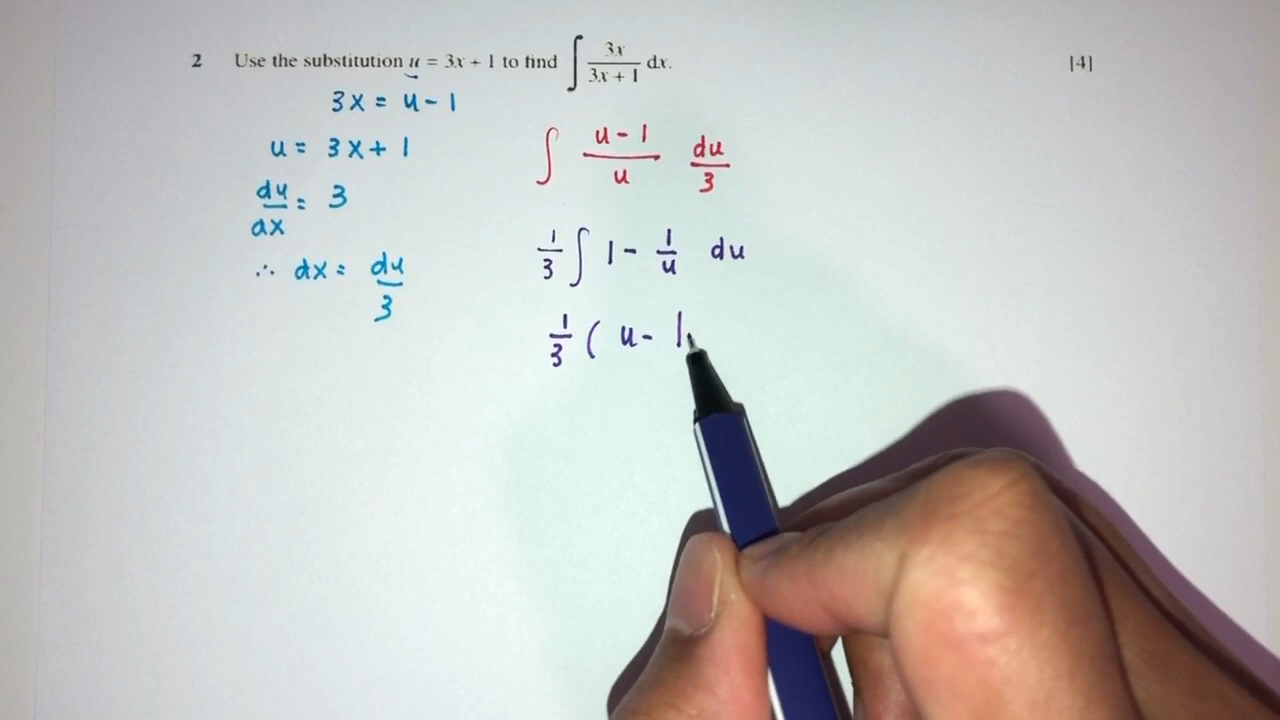 2 Use the substitution u = 3x + 1 to find ∫ 3x/(3x + 1) dx. [4]
3x = u - 1
u = 3x + 1
du/dx = 3
∴ dx = du/3
∫ (u - 1)/u du/3
1/3 ∫ 1 - 1/u du
1/3 ( u - l